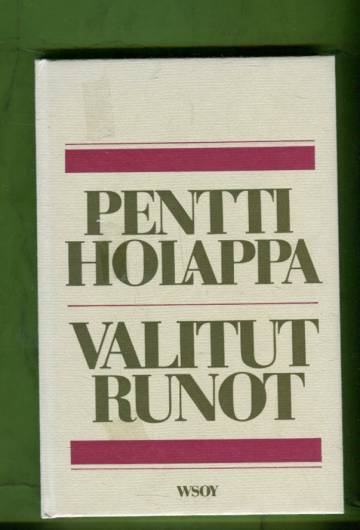 PENTTI
HOLAPPA
VALITUT
RUNOT
WSOY